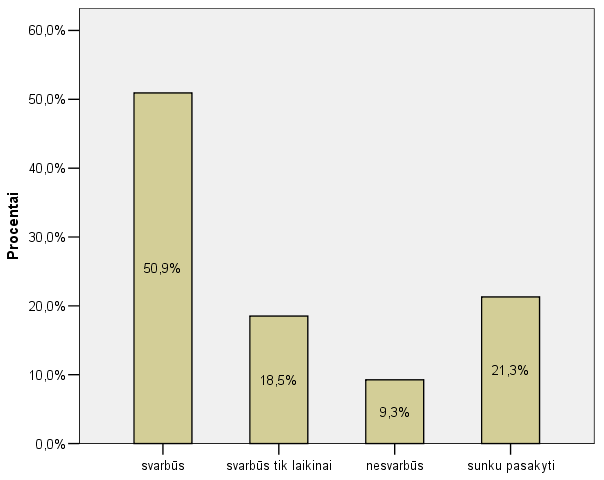 60,0%
50,0%
40,0%
30,0%
20,0%
10,0%
0,0%
Procentai
50,9%
18,5%
9,3%
21,3%
svarbūs
svarbūs tik laikinai
nesvarbūs
sunku pasakyti